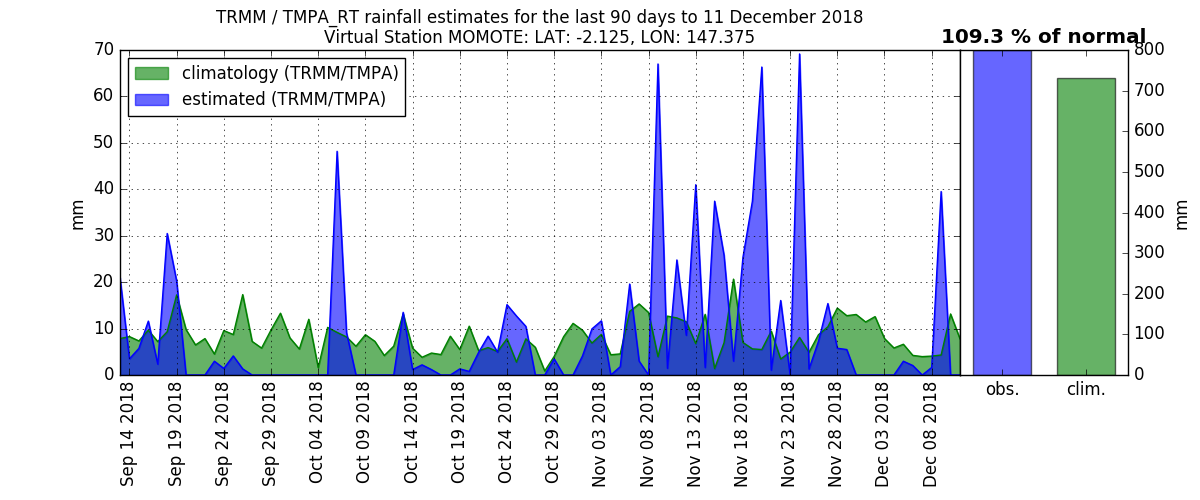 TRMM / TMPA_RT rainfall estimates for the last 90 days to 11 December 2018
Virtual Station MOMOTE: LAT: -2.125, LON: 147.375
109.3 % of normal
climatology (TRMM/TMPA)
estimated (TRMM/TMPA)
70
60
50
40
30
20
10
0
mm
Sep 14 2018
Sep 19 2018
Sep 24 2018
Sep 29 2018
Oct 04 2018
Oct 09 2018
Oct 14 2018
Oct 19 2018
Oct 24 2018
Oct 29 2018
Nov 03 2018
Nov 08 2018
Nov 13 2018
Nov 18 2018
Nov 23 2018
Nov 28 2018
Dec 03 2018
Dec 08 2018
obs.
clim.
800
700
600
500
400
300
200
100
0
mm